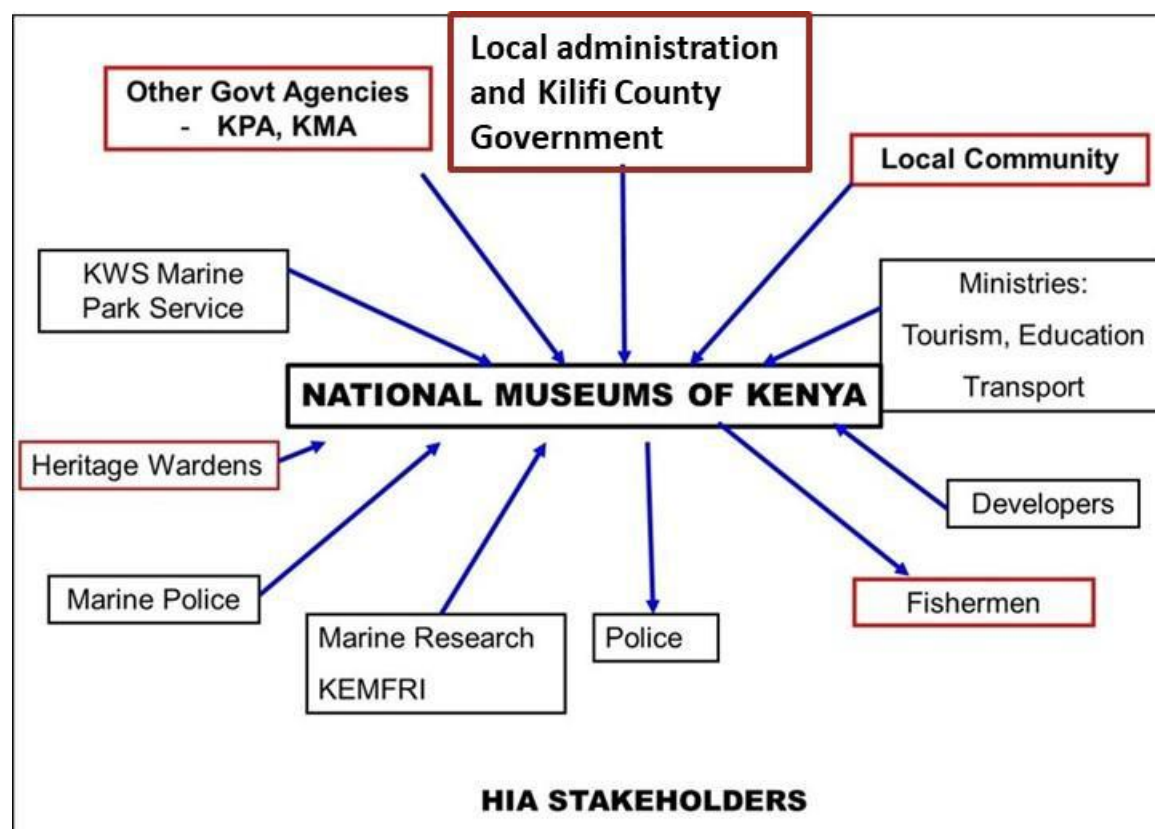 Local administration
and Kilifi County
Government
Other Govt Agencies
- KPA, KMA
Local Community
KWS Marine
Park Service
Ministries:
Tourism, Education
Transport
NATIONAL MUSEUMS OF KENYA
Heritage Wardens
Developers
Marine Police
Fishermen
Marine Research
KEMFRI
Police
HIA STAKEHOLDERS